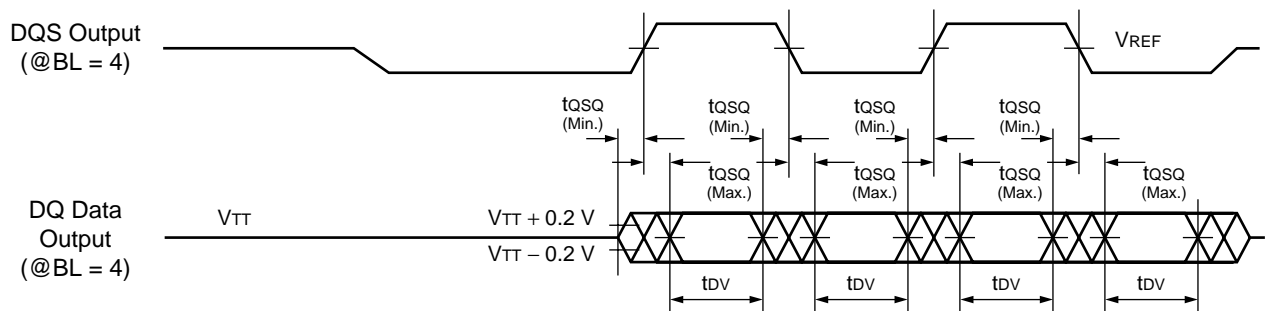 DQS Output
(@BL = 4)
VREF
tQSQ
(Min.)
tQSQ
(Min.)
tQSQ
(Min.)
tQSQ
(Min.)
tQSQ
(Max.)
tQSQ
(Max.)
tQSQ
(Max.)
tQSQ
(Max.)
DQ Data
Output
(@BL = 4)
VTT
VTT + 0.2 V
VTT − 0.2 V
tDV
tDV
tDV
tDV